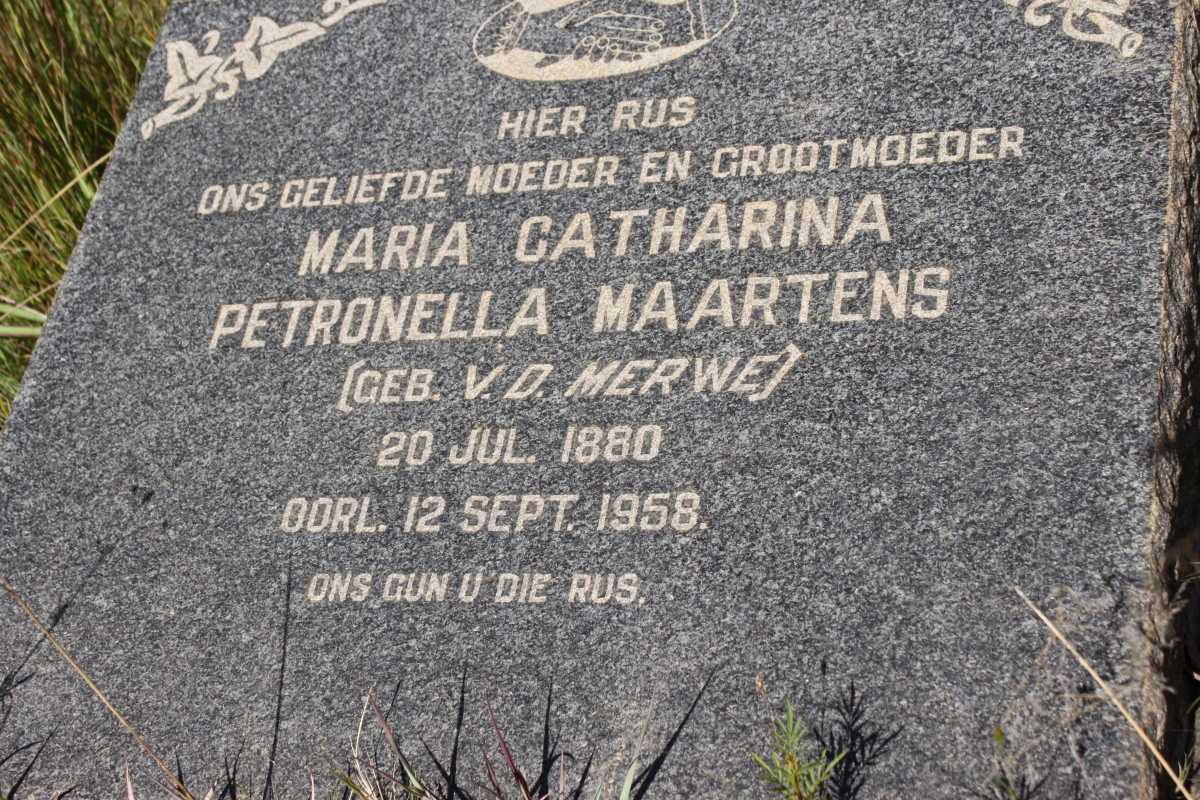 HIER RUS
ONS GELIEFDE MOEDER EN GROOTMOEDER
MARIA CATHARINA
PETRONELLA MAARTENS
(GEB. V.D. MERWE)
20 JUL. 1880
OORL. 12 SEPT. 1958.
ONS GUN U DIE RUS.